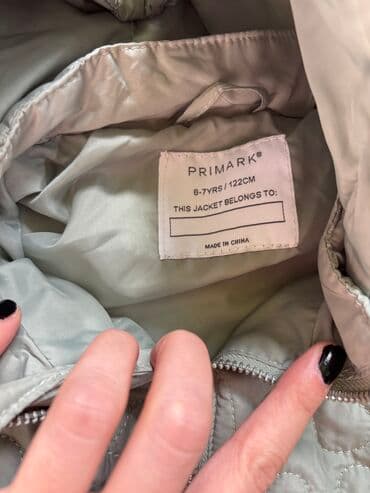 PRIMARK®
6-7YRS / 122CM
THIS JACKET BELONGS TO:
MADE IN CHINA